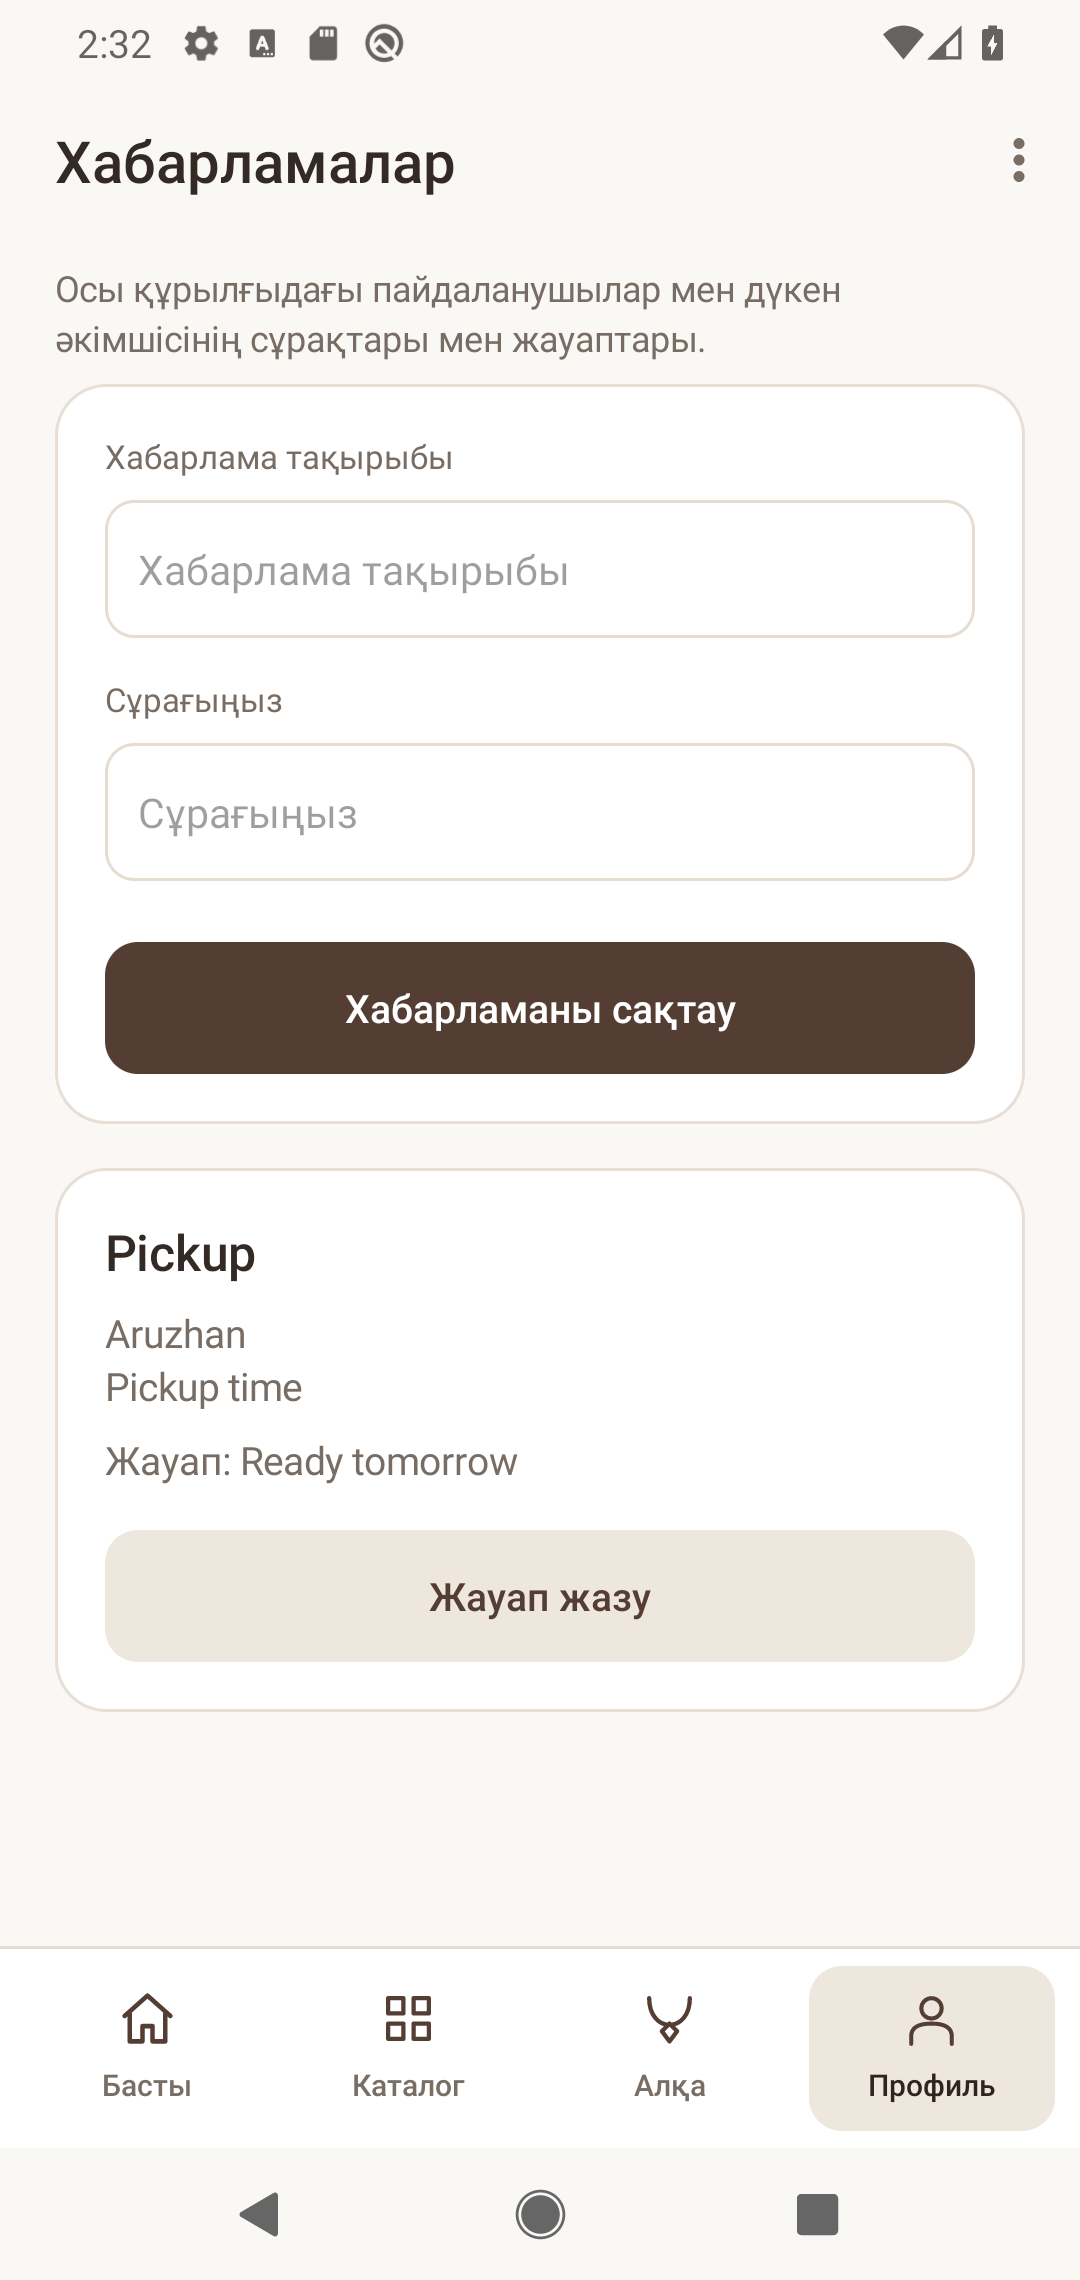 2:32
Хабарламалар
Осы құрылғыдағы пайдаланушылар мен дүкен
әкімшісінің сұрақтары мен жауаптары.
Хабарлама тақырыбы
Хабарлама тақырыбы
Сұрағыңыз
Сұрағыңыз
Хабарламаны сақтау
Pickup
Aruzhan
Pickup time
Жауап: Ready tomorrow
Жауап жазу
Басты
Каталог
Алқа
Профиль